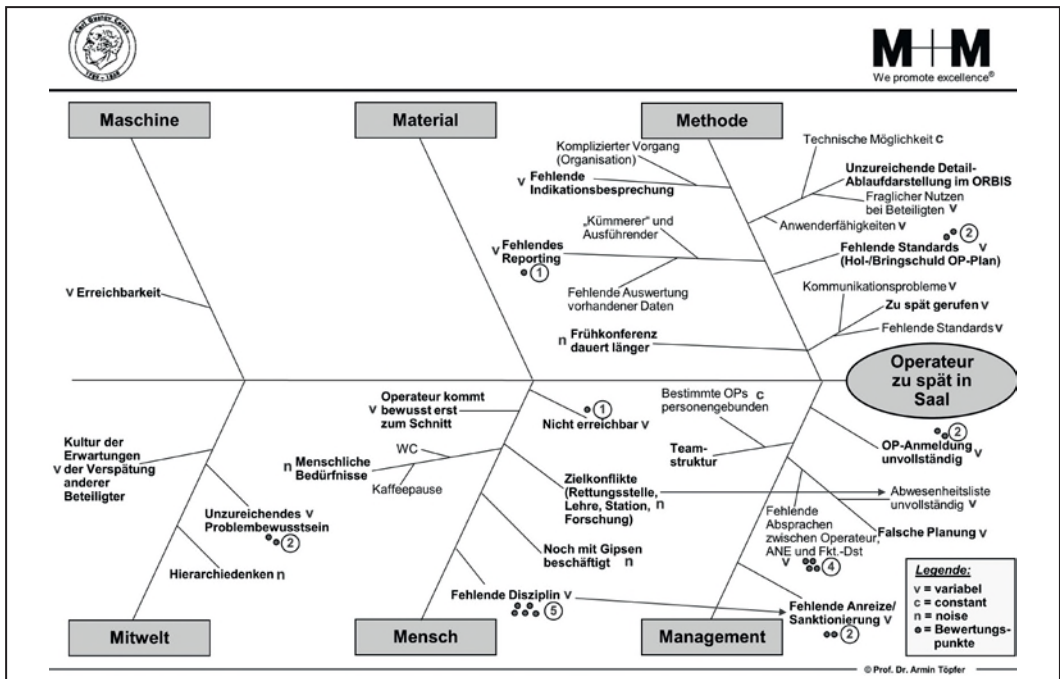 Carl Gustav Carus
1789 – 1869
M+M
We promote excellence®
Maschine
Material
Methode
v Erreichbarkeit
Komplizierter Vorgang
(Organisation)
v Fehlende
Indikationsbesprechung
„Kümmerer“ und
Ausführender
v Fehlendes
Reporting
1
Fehlende Auswertung
vorhandener Daten
n Frühkonferenz
dauert länger
Technische Möglichkeit c
Unzureichende Detail-
Ablaufdarstellung im ORBIS
Fraglicher Nutzen
bei Beteiligten v
Anwenderfähigkeiten v
2
Fehlende Standards v
(Hol-/Bringschuld OP-Plan)
Kommunikationsprobleme v
Zu spät gerufen v
Fehlende Standards v
Operateur
zu spät in
Saal
Kultur der
Erwartungen
v der Verspätung
anderer
Beteiligter
Unzureichendes v
Problembewusstsein
2
Hierarchiedenken n
Mitwelt
Operateur kommt
v bewusst erst
zum Schnitt
WC
n Menschliche
Bedürfnisse
Kaffeepause
1
Nicht erreichbar v
Zielkonflikte
(Rettungsstelle,
Lehre, Station,
Forschung) n
Noch mit Gipsen
beschäftigt n
Fehlende Disziplin v
5
Mensch
Bestimmte OPs c
personengebunden
Team-
struktur
2
OP-Anmeldung
unvollständig v
Abwesenheitsliste
unvollständig v
Fehlende
Absprachen
zwischen Operateur,
ANE und Fkt.-Dst
v 4
Falsche Planung v
Fehlende Anreize/
Sanktionierung v
2
Management
Legende:
v = variabel
c = constant
n = noise
= Bewertungs-
punkte
© Prof. Dr. Armin Töpfer